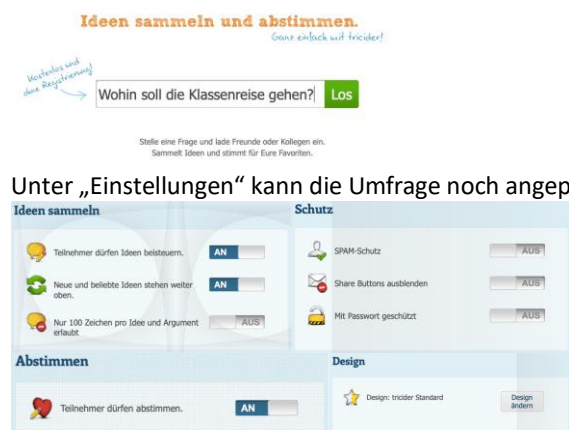 Ideen sammeln und abstimmen.
Ganz einfach mit tricider!
Kostenlos und
ohne Registrierung!
Wohin soll die Klassenreise gehen? Los
Stelle eine Frage und lade Freunde oder Kollegen ein.
Sammelt Ideen und stimmt für Eure Favoriten.
Unter „Einstellungen“ kann die Umfrage noch angep
Ideen sammeln
Teilnehmer dürfen Ideen beisteuern. AN
Neue und beliebte Ideen stehen weiter
oben.
AN
Nur 100 Zeichen pro Idee und Argument
erlaubt
AUS
Schutz
SPAM-Schutz AUS
Share Buttons ausblenden AUS
Mit Passwort geschützt AUS
Abstimmen
Teilnehmer dürfen abstimmen. AN
Design
Design: tricider Standard
Design
ändern